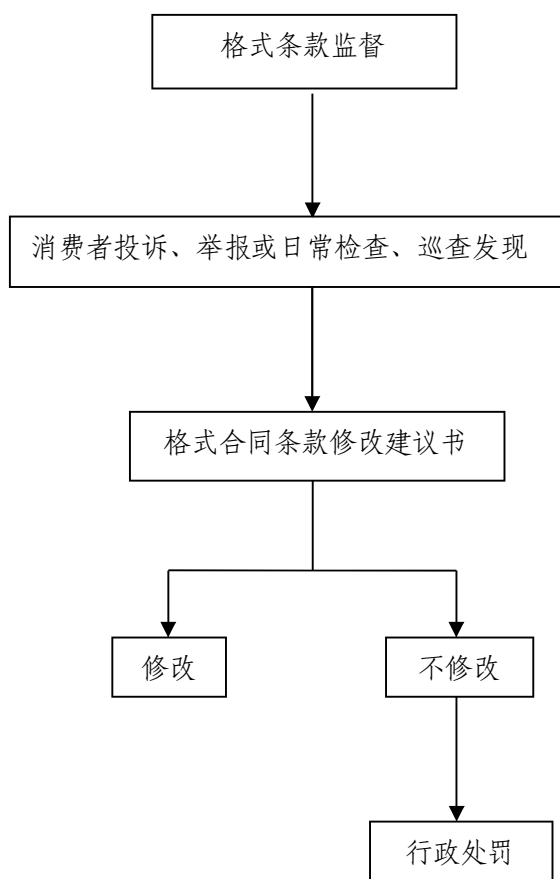 格式条款监督
消费者投诉、举报或日常检查、巡查发现
格式合同条款修改建议书
修改
不修改
行政处罚